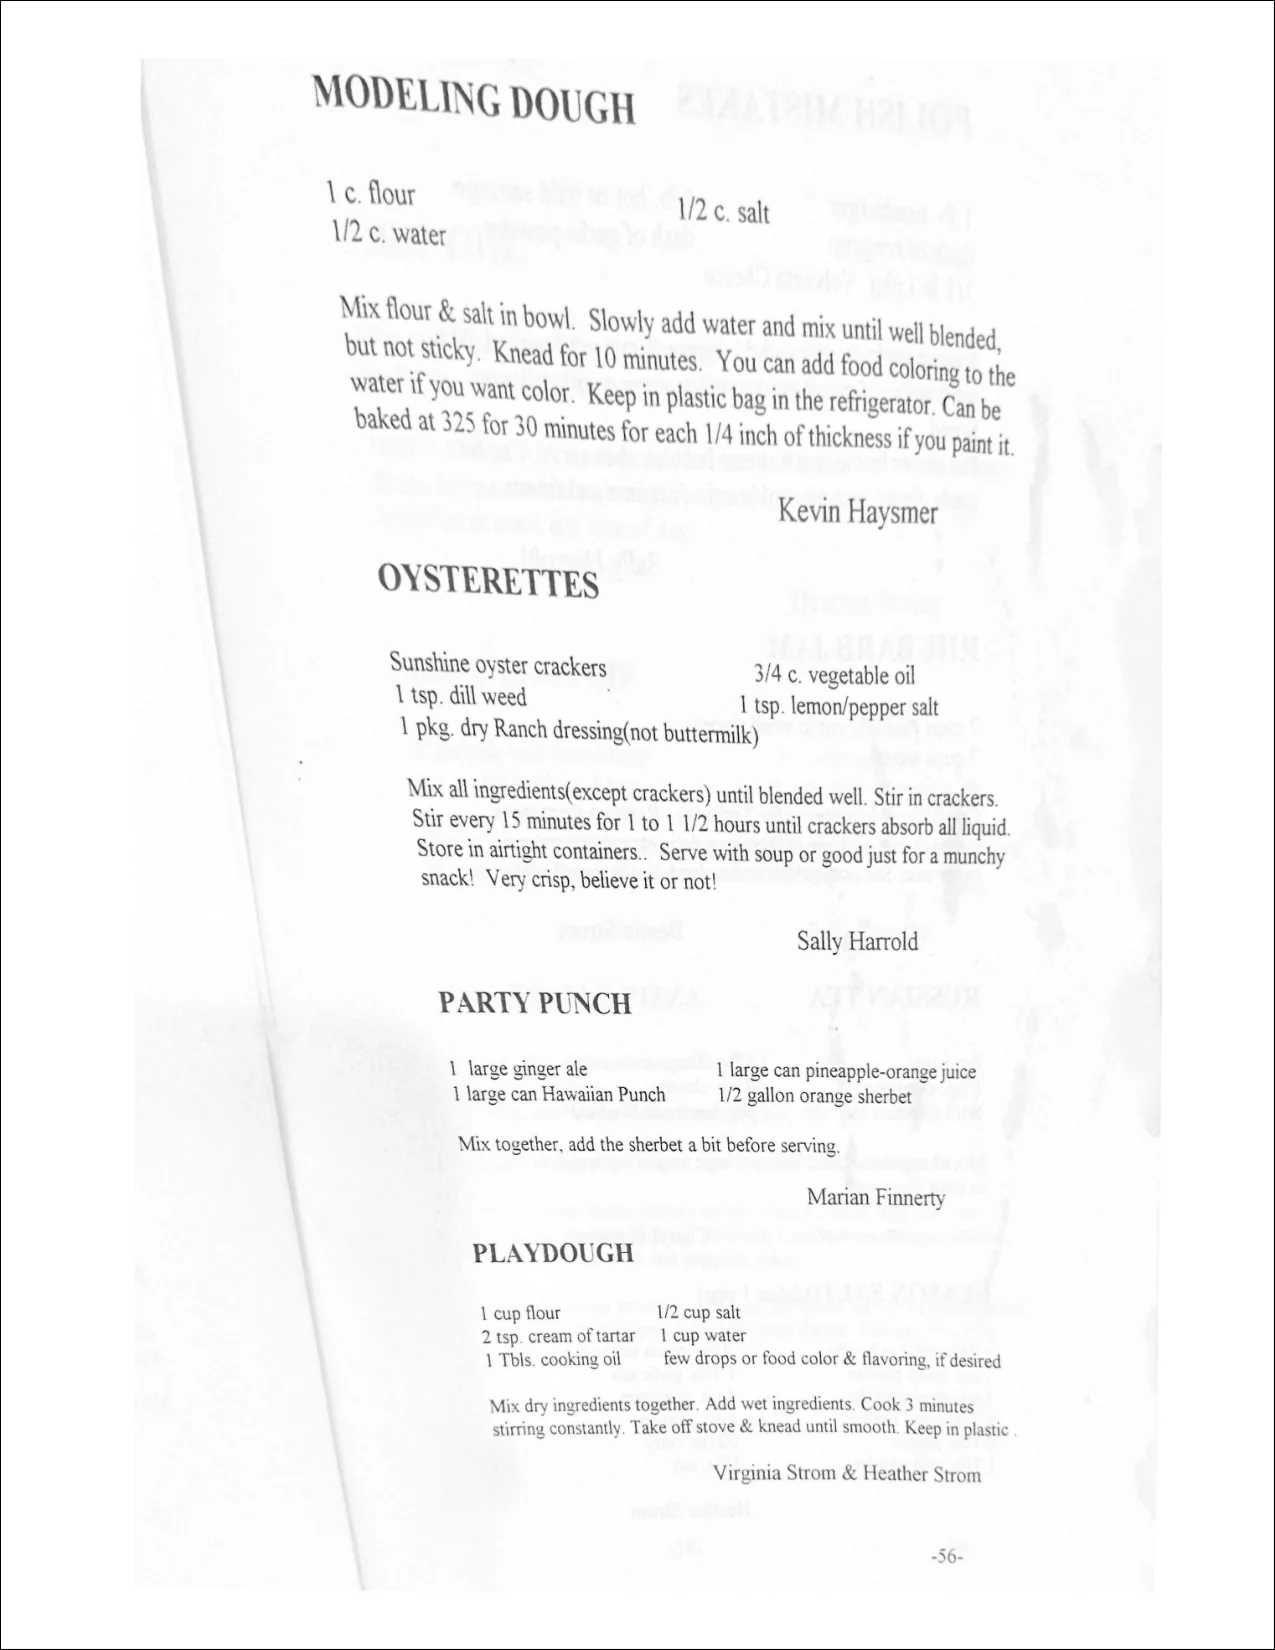 MODELING DOUGH
1 c. flour 1/2 c. salt
1/2 c. water
Mix flour & salt in bowl. Slowly add water and mix until well blended,
but not sticky. Knead for 10 minutes. You can add food coloring to the
water if you want color. Keep in plastic bag in the refrigerator. Can be
baked at 325 for 30 minutes for each 1/4 inch of thickness if you paint it.
Kevin Haysmer
OYSTERETTES
Sunshine oyster crackers 3/4 c. vegetable oil
1 tsp. dill weed 1 tsp. lemon/pepper salt
1 pkg. dry Ranch dressing(not buttermilk)
Mix all ingredients(except crackers) until blended well. Stir in crackers.
Stir every 15 minutes for 1 to 1 1/2 hours until crackers absorb all liquid.
Store in airtight containers.. Serve with soup or good just for a munchy
snack! Very crisp, believe it or not!
Sally Harrold
PARTY PUNCH
1 large ginger ale 1 large can pineapple-orange juice
1 large can Hawaiian Punch 1/2 gallon orange sherbet
Mix together, add the sherbet a bit before serving.
Marian Finnerty
PLAYDOUGH
1 cup flour 1/2 cup salt
2 tsp. cream of tartar 1 cup water
1 Tbls. cooking oil few drops or food color & flavoring, if desired
Mix dry ingredients together. Add wet ingredients. Cook 3 minutes
stirring constantly. Take off stove & knead until smooth. Keep in plastic .
Virginia Strom & Heather Strom
-56-